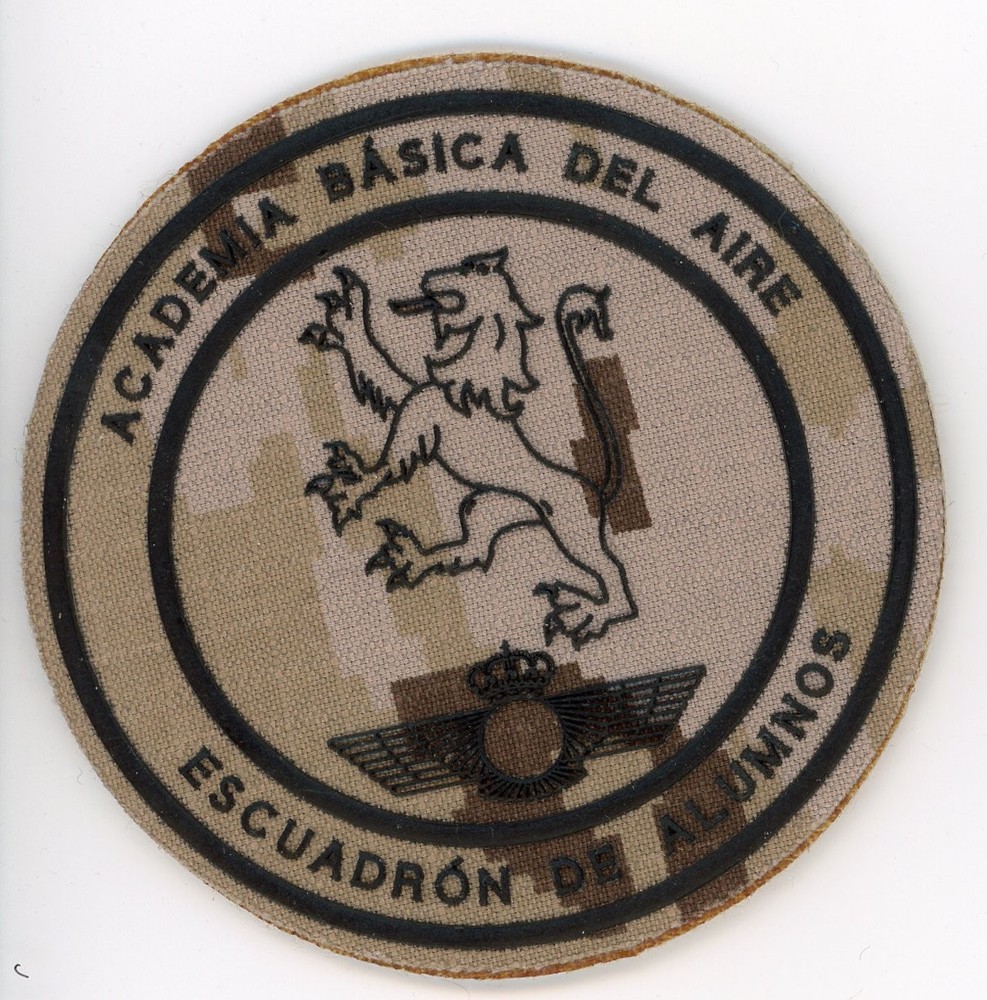 ACADEMIA BÁSICA DEL AIRE
ESCUADRÓN DE ALUMNOS